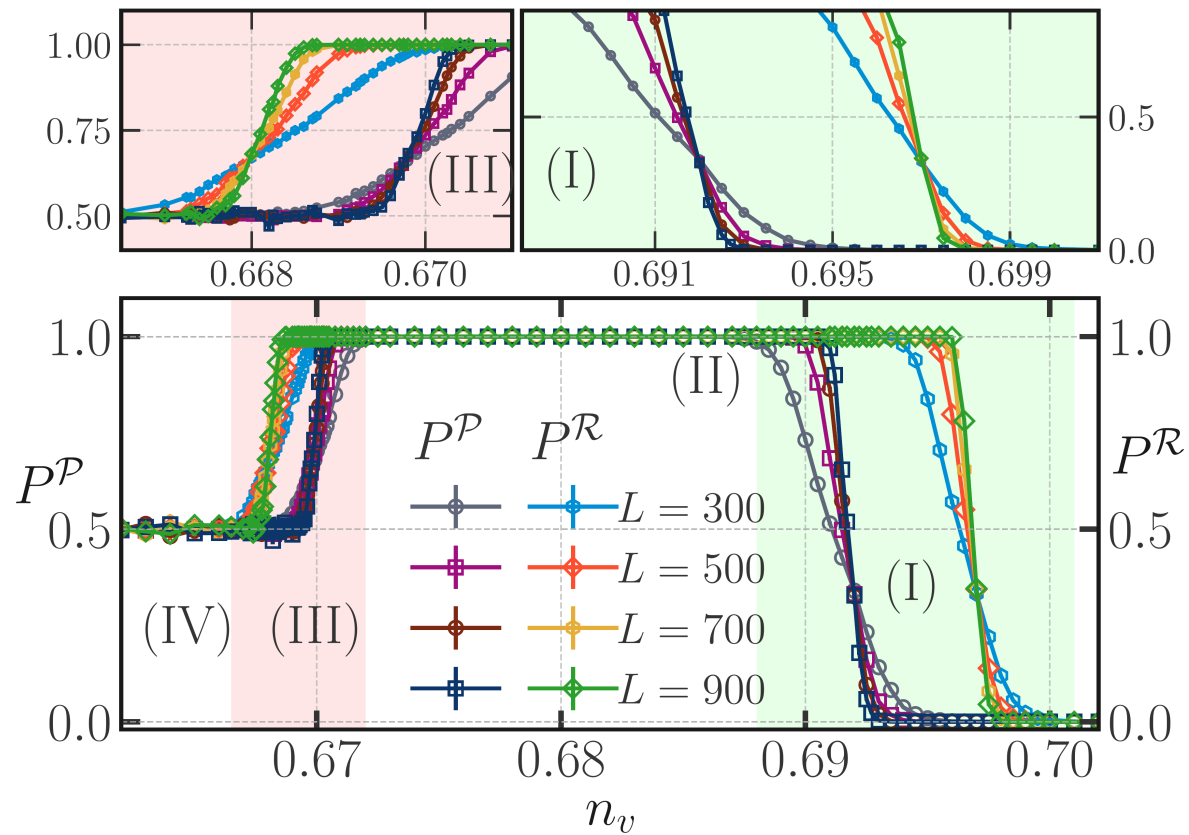 1.00
0.75
0.50
(III)
0.668
0.670
(I)
0.5
0.0
0.691
0.695
0.699
1.0
0.5
0.0
P^𝒫
(IV)
(III)
(II)
(I)
P^𝒫 P^ℛ
L = 300
L = 500
L = 700
L = 900
1.0
P^ℛ
0.5
0.0
0.67
0.68
0.69
0.70
n_v